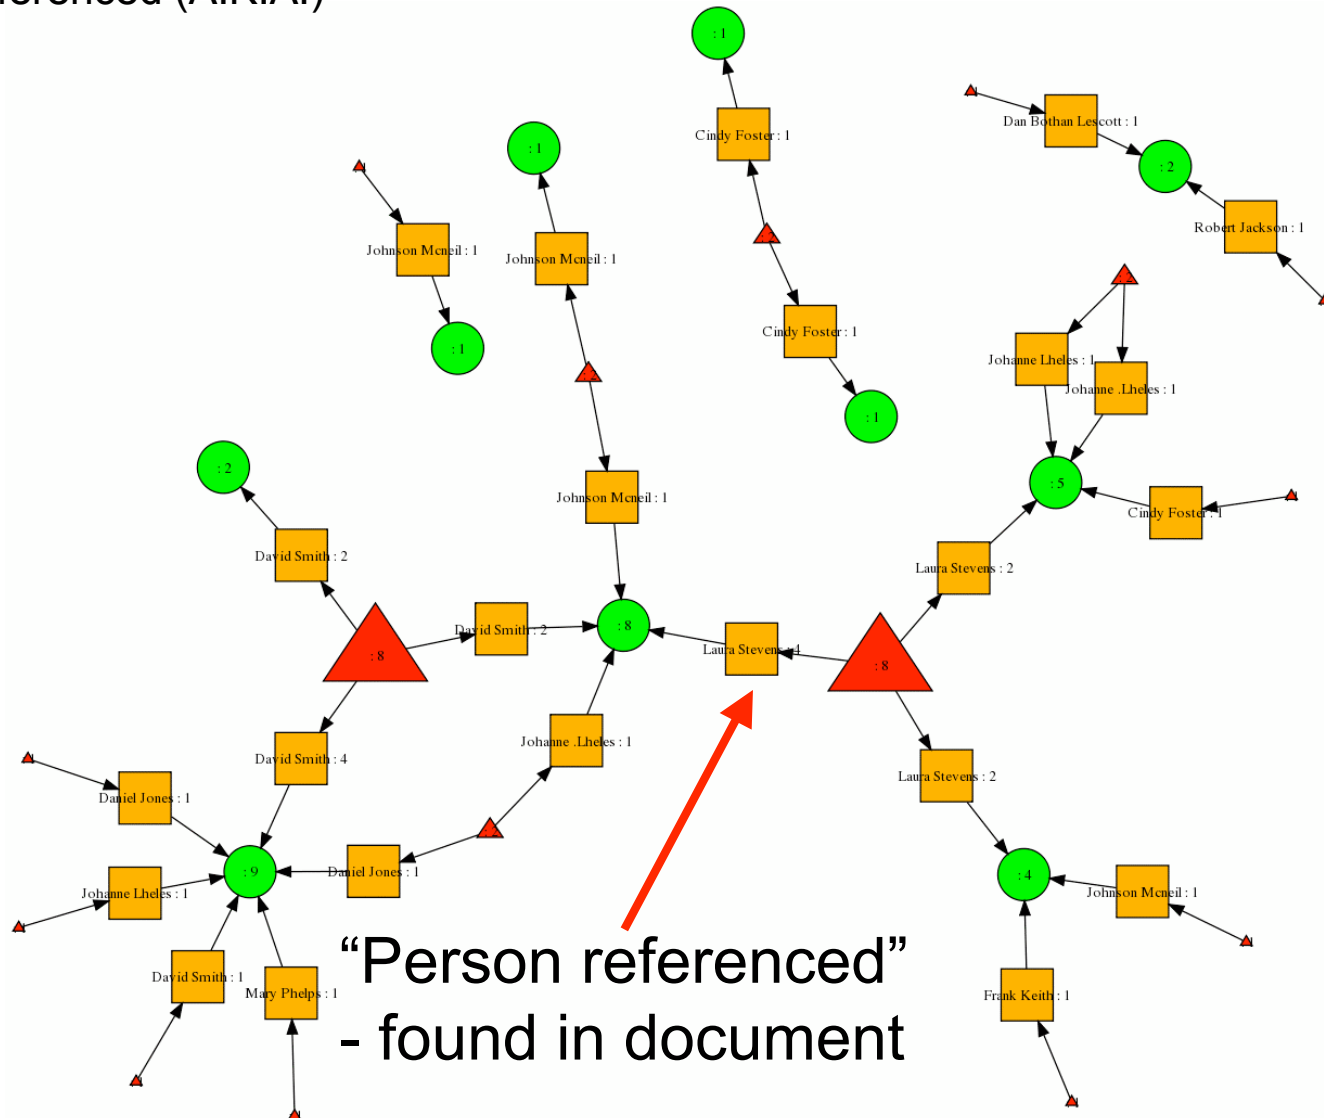 : 1
Cindy Foster : 1
Dan Bothan Lescott : 1
: 1
: 2
Robert Jackson : 1
Johnson Mcneil : 1
Johnson Mcneil : 1
: 2
: 2
Cindy Foster : 1
: 1
Johanne Lheles : 1
: 2
Johanne .Lheles : 1
: 1
: 2
Johnson Mcneil : 1
: 5
Cindy Foster : 1
David Smith : 2
Laura Stevens : 2
David Smith : 2
: 8
Laura Stevens : 4
: 8
: 8
Johanne .Lheles : 1
David Smith : 4
Laura Stevens : 2
Daniel Jones : 1
: 9
Daniel Jones : 1
: 4
Johanne Lheles : 1
Johnson Mcneil : 1
David Smith : 1
Mary Phelps : 1
Frank Keith : 1
“Person referenced”
- found in document